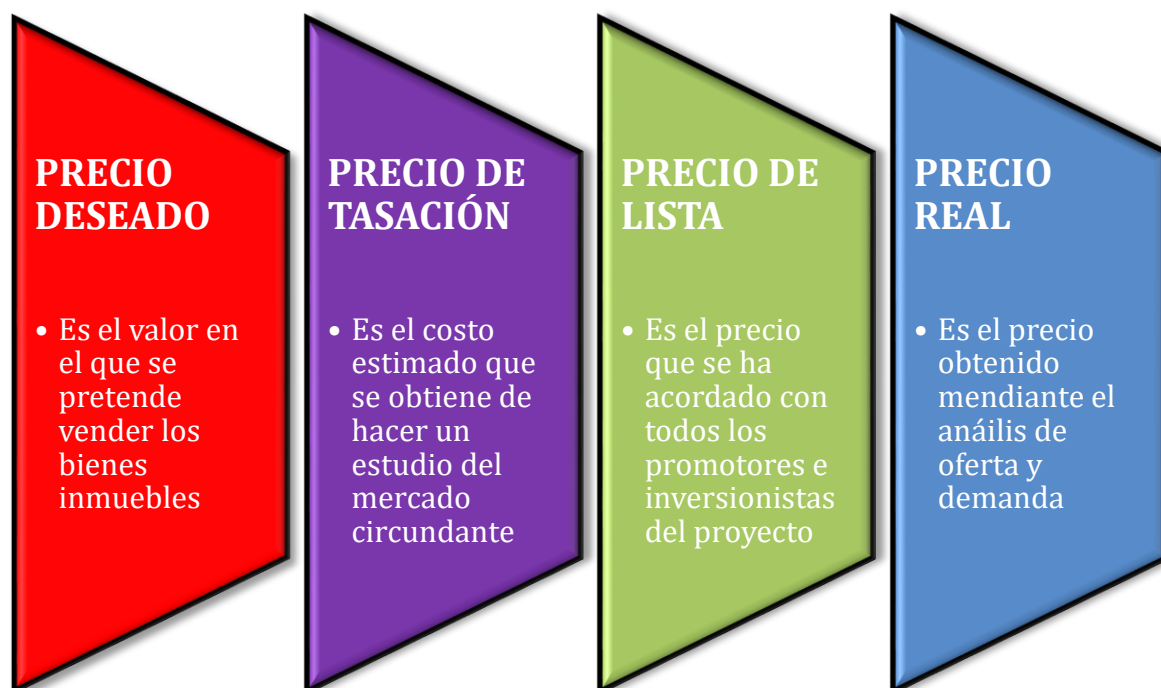 PRECIO
DESEADO
• Es el valor en
el que se
pretende
vender los
bienes
inmuebles
PRECIO DE
TASACIÓN
• Es el costo
estimado que
se obtiene de
hacer un
estudio del
mercado
circundante
PRECIO DE
LISTA
• Es el precio
que se ha
acordado con
todos los
promotores e
inversionistas
del proyecto
PRECIO
REAL
• Es el precio
obtenido
mendiante el
anáilis de
oferta y
demanda